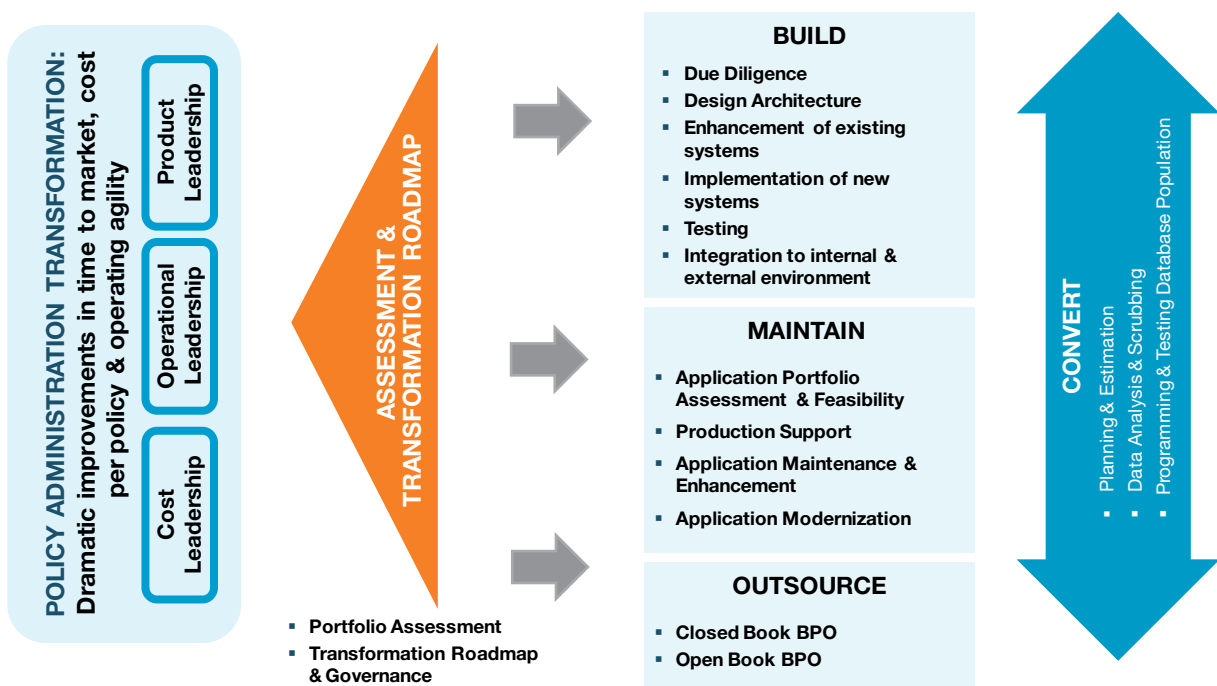 POLICY ADMINISTRATION TRANSFORMATION:
Dramatic improvements in time to market, cost
per policy & operating agility
Product
Leadership
Operational
Leadership
Cost
Leadership
ASSESSMENT &
TRANSFORMATION ROADMAP
▪ Portfolio Assessment
▪ Transformation Roadmap
& Governance
BUILD
▪ Due Diligence
▪ Design Architecture
▪ Enhancement of existing
systems
▪ Implementation of new
systems
▪ Testing
▪ Integration to internal &
external environment
MAINTAIN
▪ Application Portfolio
Assessment & Feasibility
▪ Production Support
▪ Application Maintenance &
Enhancement
▪ Application Modernization
OUTSOURCE
▪ Closed Book BPO
▪ Open Book BPO
CONVERT
▪ Planning & Estimation
▪ Data Analysis & Scrubbing
▪ Programming & Testing Database Population